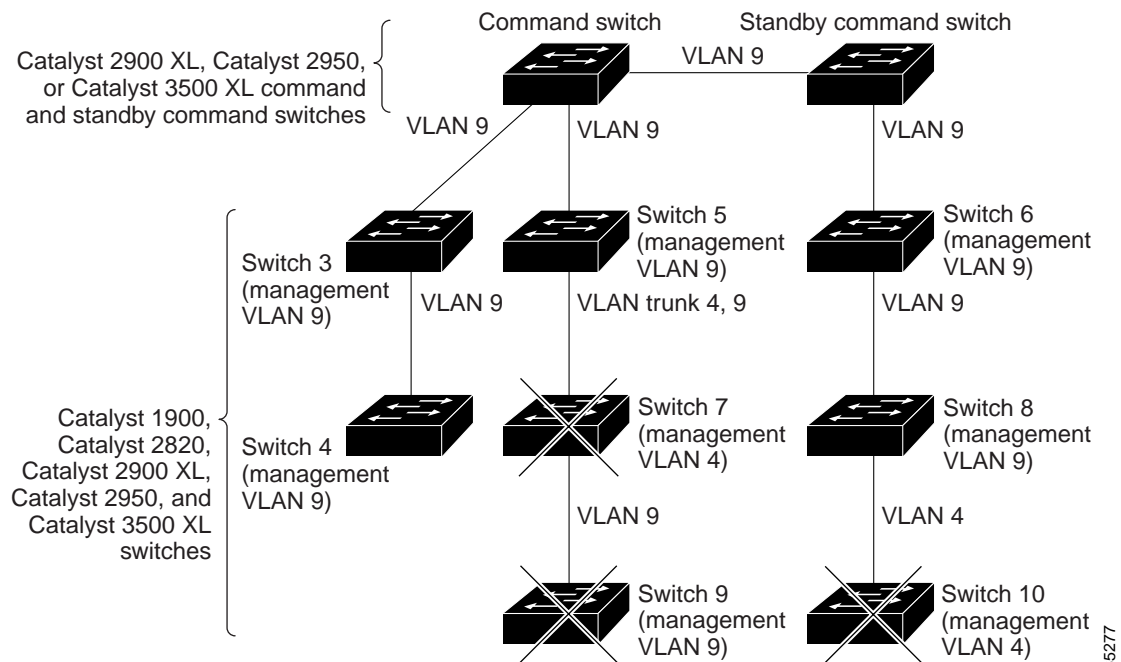 Command switch
Standby command switch
Catalyst 2900 XL, Catalyst 2950,
or Catalyst 3500 XL command
and standby command switches
VLAN 9
VLAN 9
VLAN 9
VLAN 9
Switch 3
(management
VLAN 9)
Switch 5
(management
VLAN 9)
Switch 6
(management
VLAN 9)
VLAN 9
VLAN trunk 4, 9
VLAN 9
Catalyst 1900,
Catalyst 2820,
Catalyst 2900 XL,
Catalyst 2950, and
Catalyst 3500 XL
switches
Switch 4
(management
VLAN 9)
Switch 7
(management
VLAN 4)
Switch 8
(management
VLAN 9)
VLAN 9
VLAN 4
Switch 9
(management
VLAN 9)
Switch 10
(management
VLAN 4)
5277